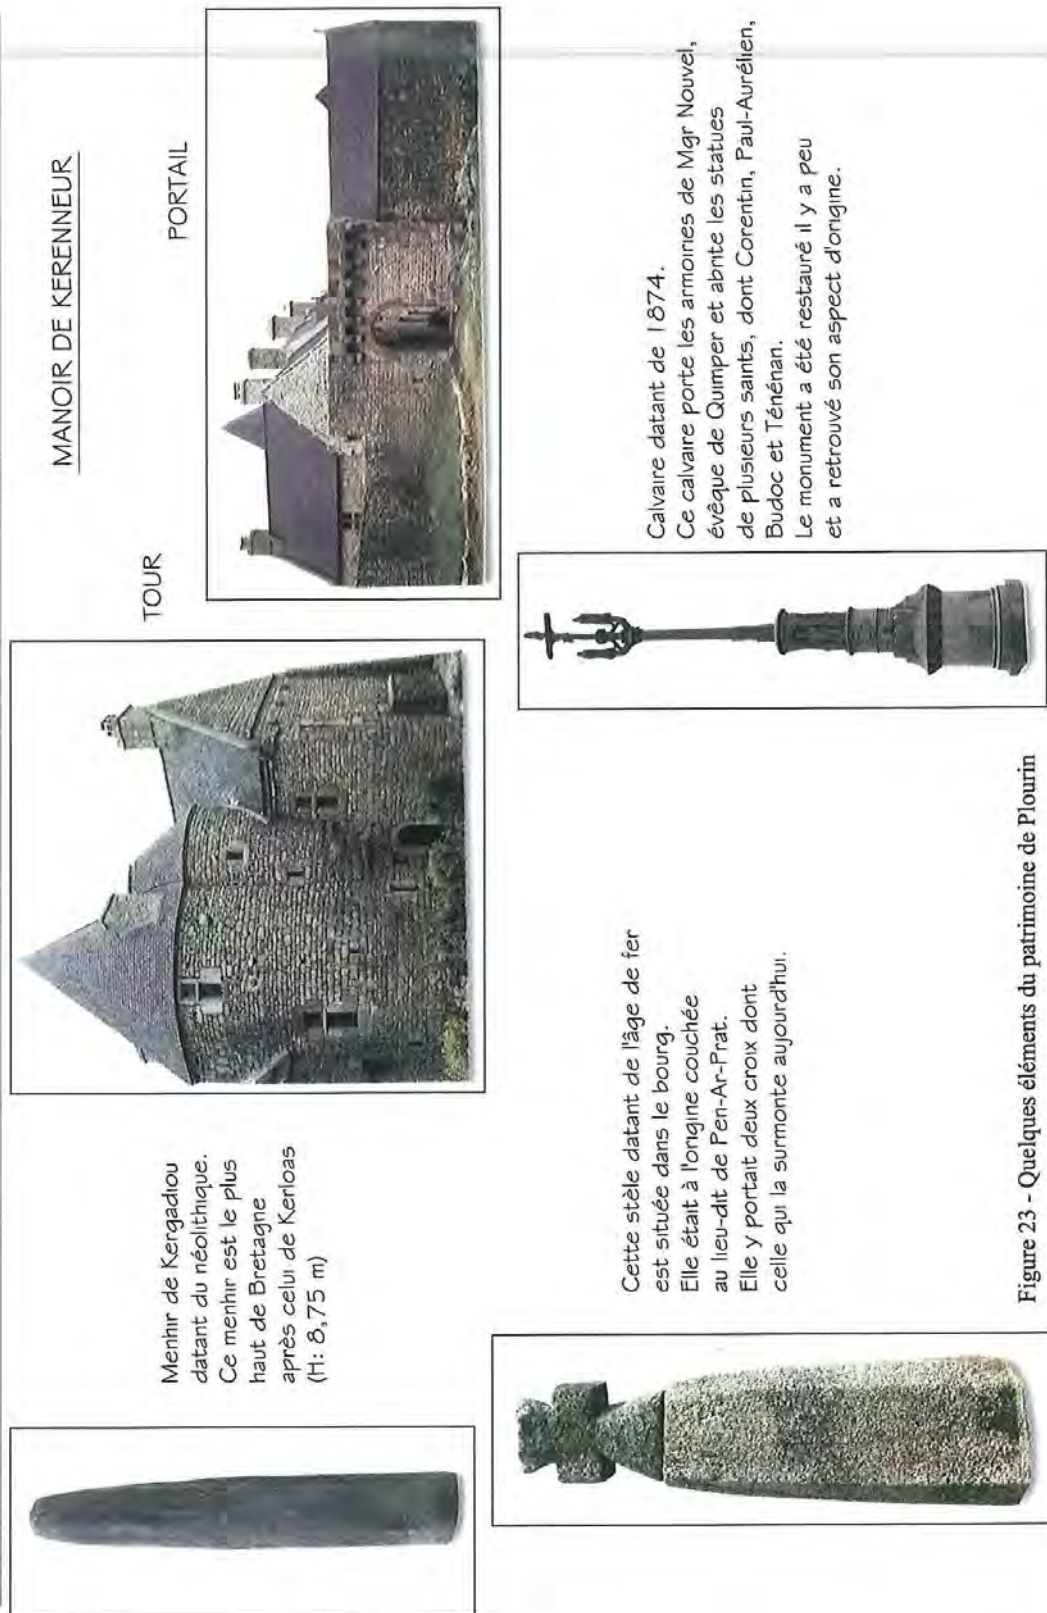 MANOIR DE KERENNEUR
TOUR
PORTAIL
Menhir de Kergadiou
datant du néolithique.
Ce menhir est le plus
haut de Bretagne
après celui de Kerloas
(H: 8,75 m)
Cette stèle datant de l'âge de fer
est située dans le bourg.
Elle était à l'origine couchée
au lieu-dit de Pen-Ar-Prat.
Elle y portait deux croix dont
celle qui la surmonte aujourd'hui.
Calvaire datant de 1874.
Ce calvaire porte les armoiries de Mgr Nouvel,
évêque de Quimper et abrite les statues
de plusieurs saints, dont Corentin, Paul-Aurélien,
Budoc et Ténénan.
Le monument a été restauré il y a peu
et a retrouvé son aspect d'origine.
Figure 23 - Quelques éléments du patrimoine de Plourin